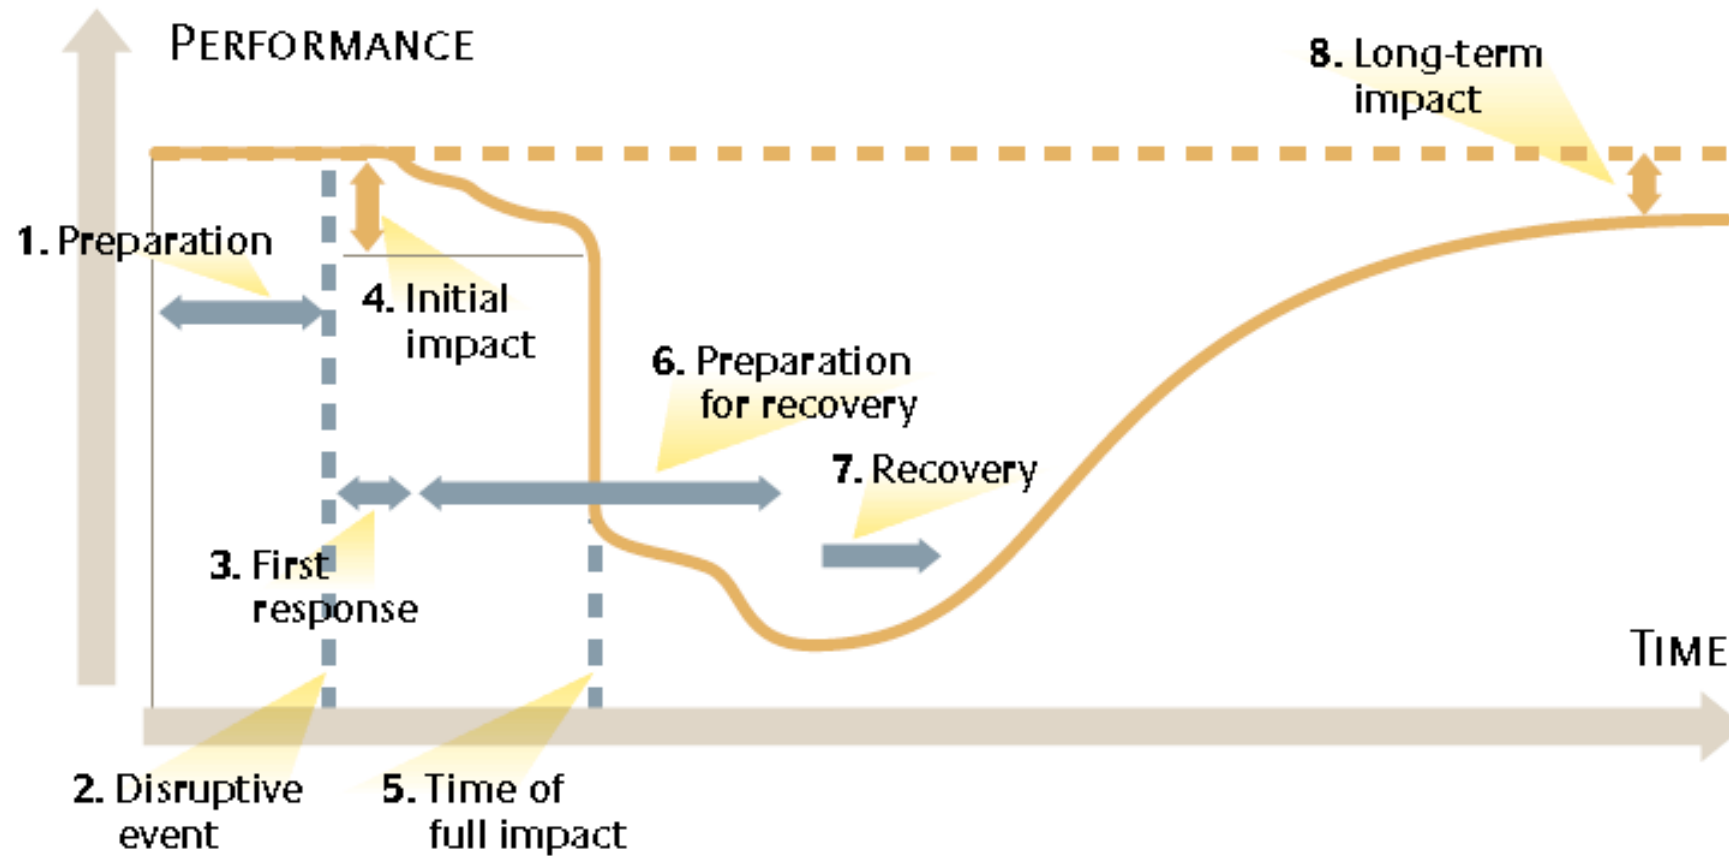 PERFORMANCE
8. Long-term
impact
1. Preparation
4. Initial
impact
6. Preparation
for recovery
7. Recovery
3. First
response
TIME
2. Disruptive
event
5. Time of
full impact